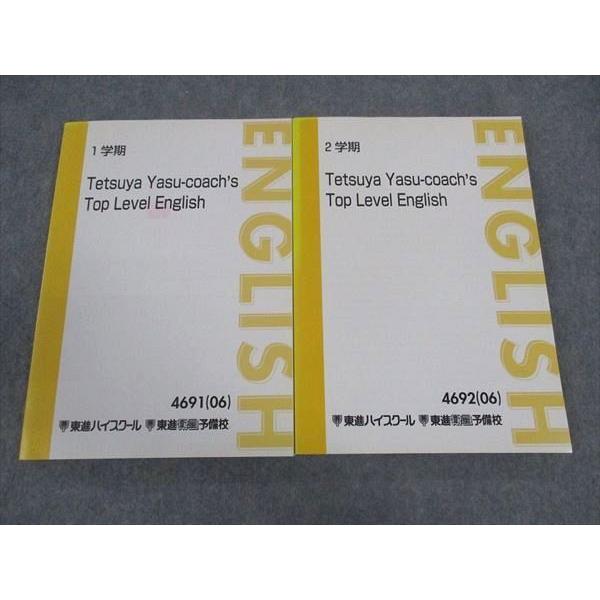 1学期
Tetsuya Yasu-coach's
Top Level English
ENGLISH
4691(06)
東進ハイスクール 東進衛星予備校
2学期
Tetsuya Yasu-coach's
Top Level English
ENGLISH
4692(06)
東進ハイスクール 東進衛星予備校